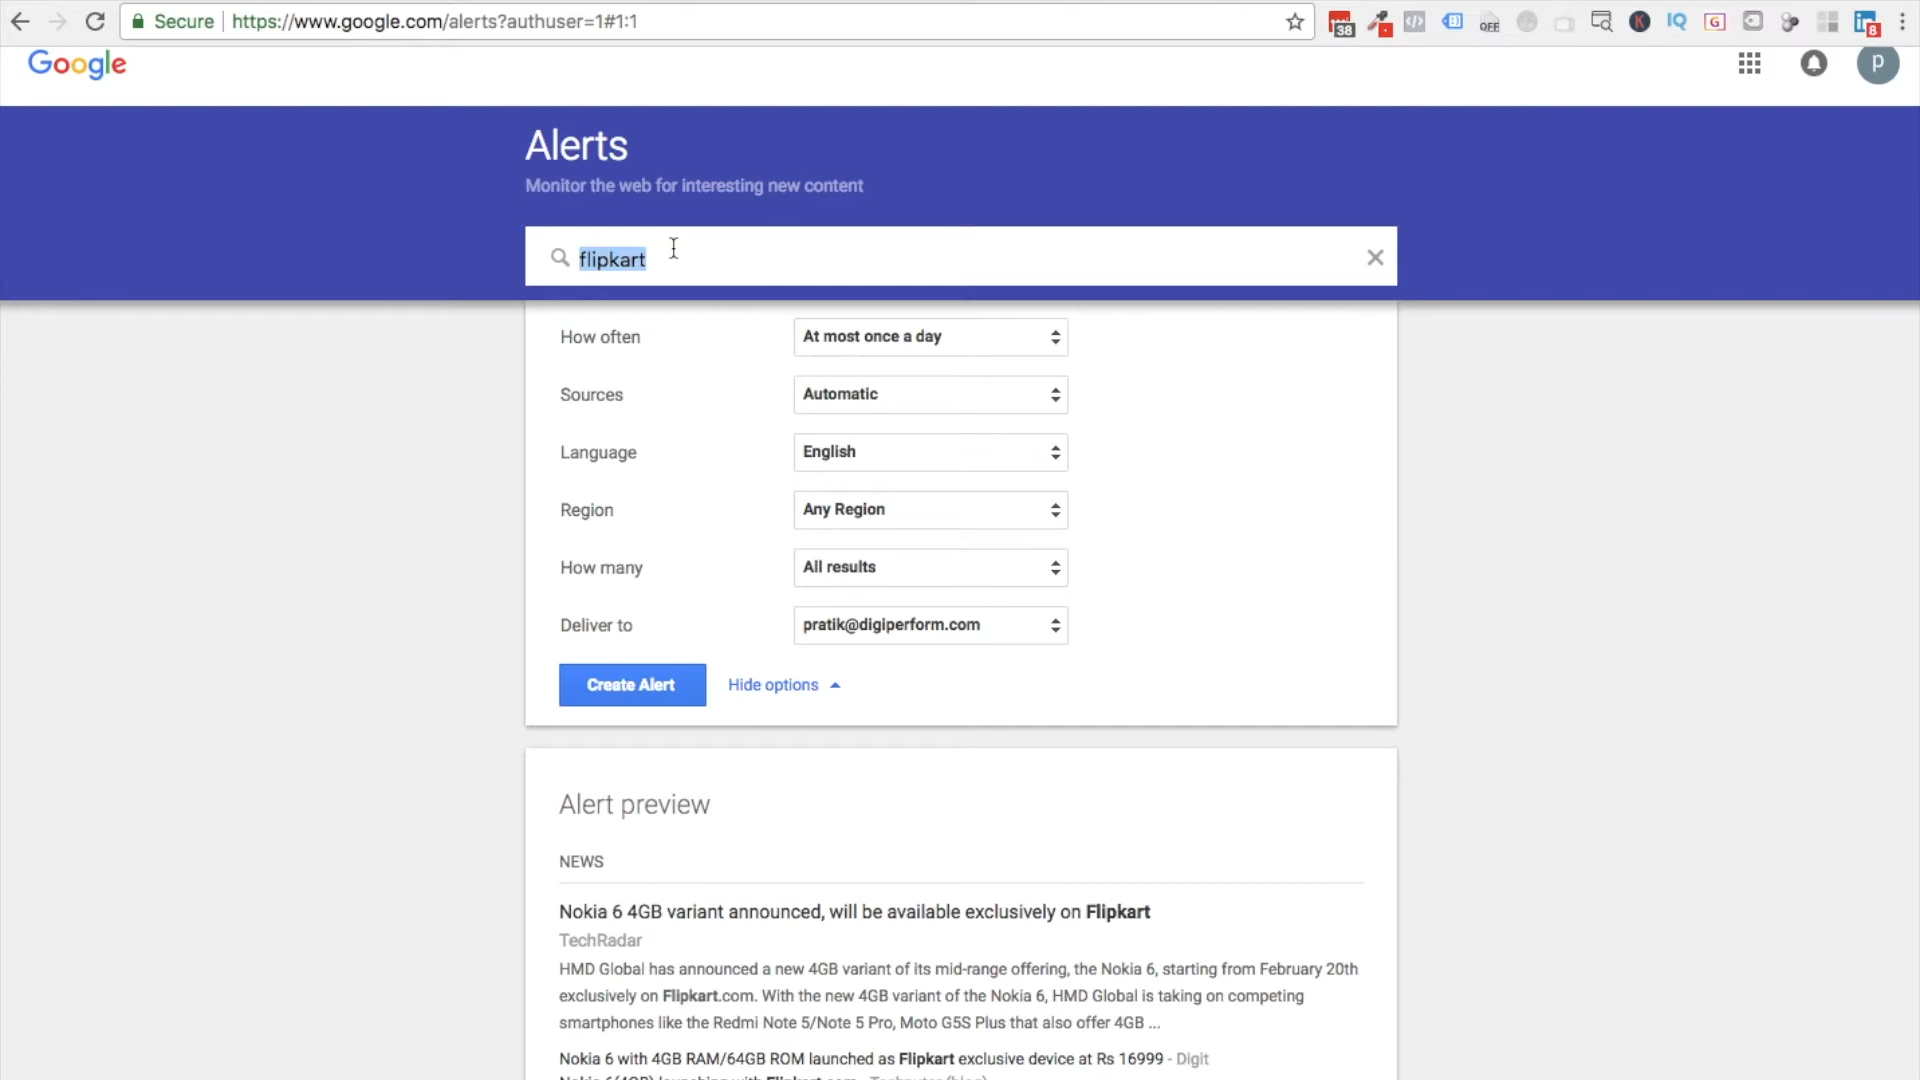 Secure
https://www.google.com/alerts?authuser=1#1:1
38
OFF
K
IQ
G
in
8
Google
p
Alerts
Monitor the web for interesting new content
flipkart
How often
At most once a day
Sources
Automatic
Language
English
Region
Any Region
How many
All results
Deliver to
pratik@digiperform.com
Create Alert
Hide options
Alert preview
NEWS
Nokia 6 4GB variant announced, will be available exclusively on Flipkart
TechRadar
HMD Global has announced a new 4GB variant of its mid-range offering, the Nokia 6, starting from February 20th
exclusively on Flipkart.com. With the new 4GB variant of the Nokia 6, HMD Global is taking on competing
smartphones like the Redmi Note 5/Note 5 Pro, Moto G5S Plus that also offer 4GB ...
Nokia 6 with 4GB RAM/64GB ROM launched as Flipkart exclusive device at Rs 16999 - Digit